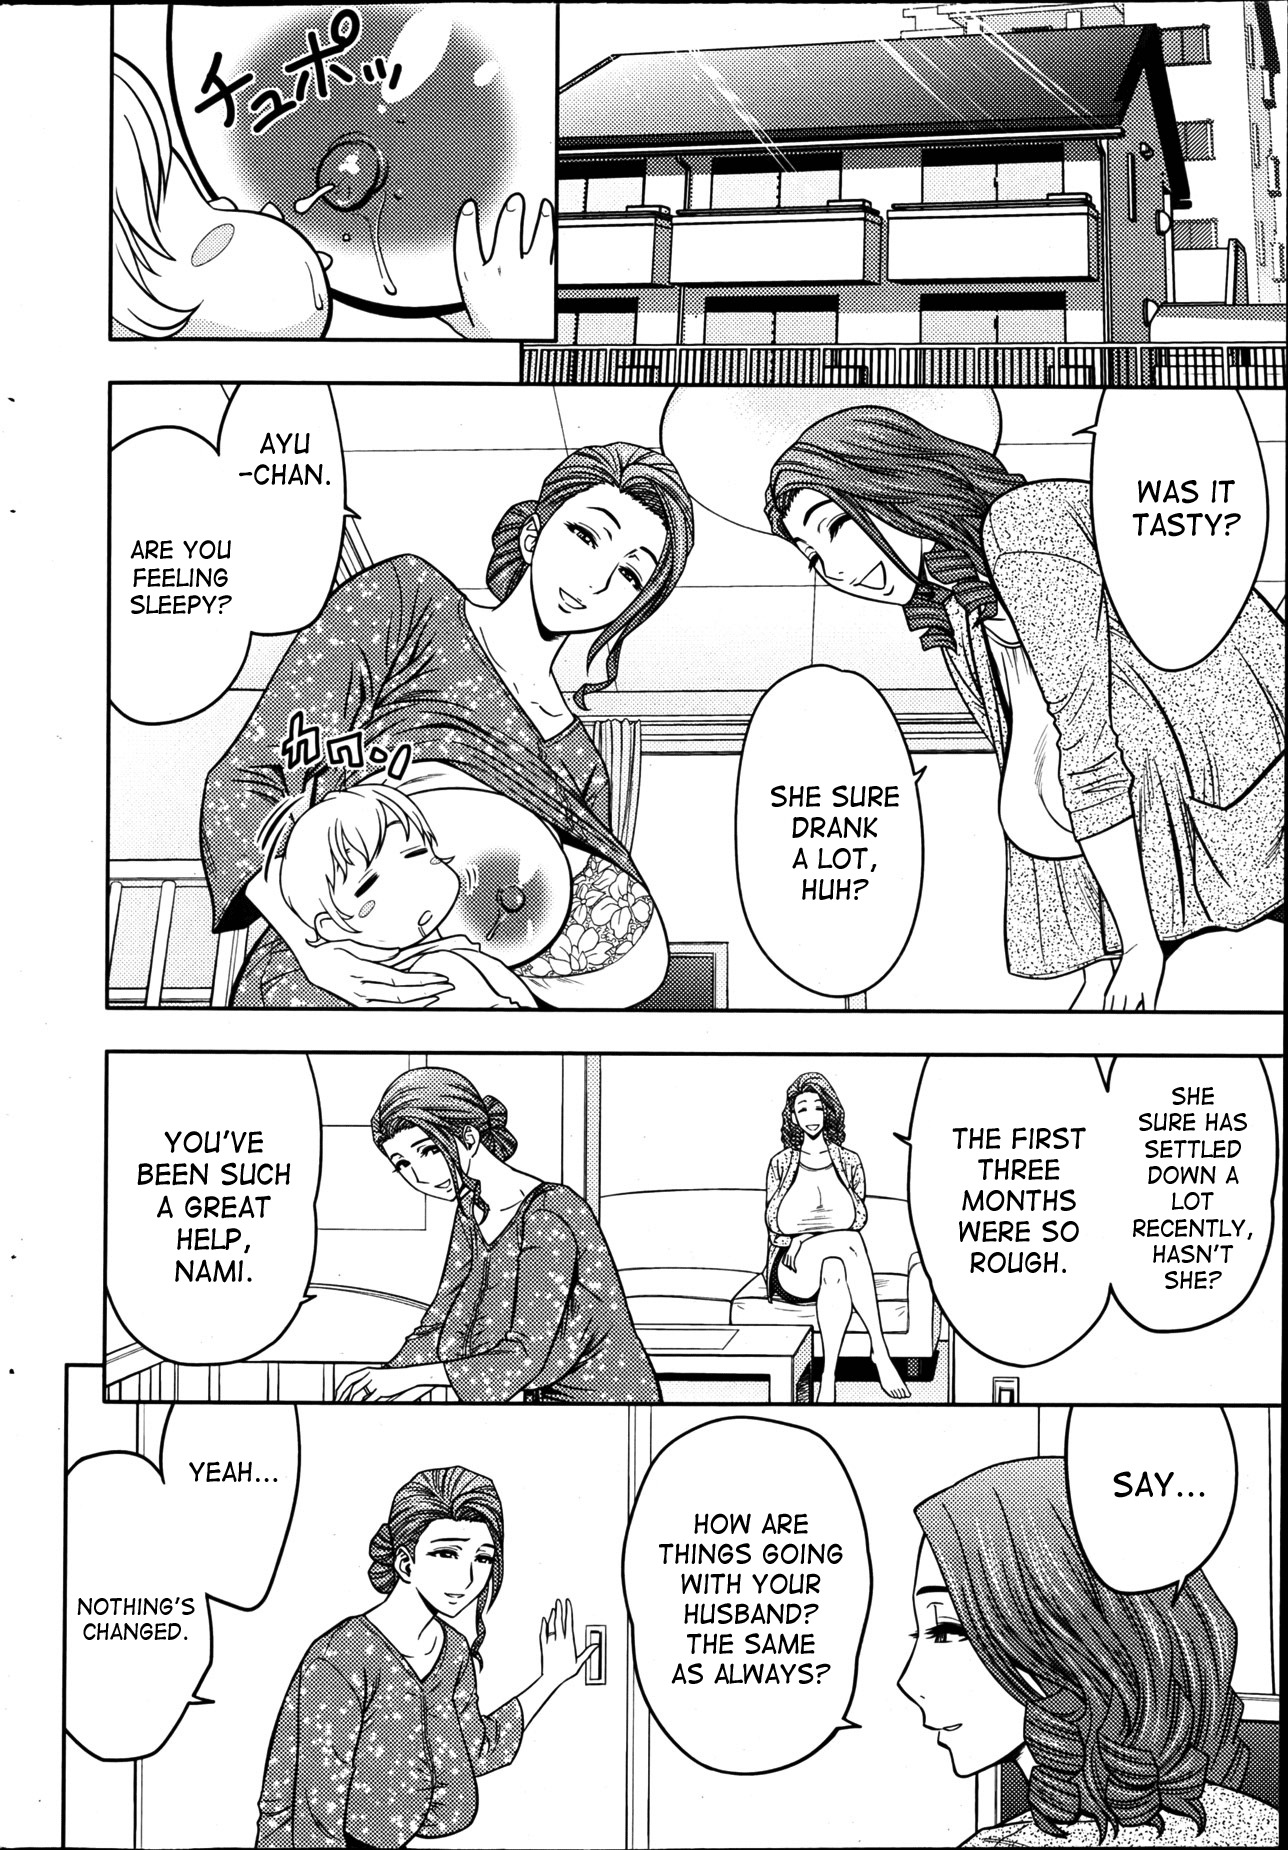 チュポッ
WAS IT
TASTY?
SHE SURE
DRANK
A LOT,
HUH?
AYU
-CHAN.
ARE YOU
FEELING
SLEEPY?
SHE
SURE HAS
SETTLED
DOWN A
LOT
RECENTLY,
HASN'T
SHE?
THE FIRST
THREE
MONTHS
WERE SO
ROUGH.
YOU'VE
BEEN SUCH
A GREAT
HELP,
NAMI.
SAY...
HOW ARE
THINGS GOING
WITH YOUR
HUSBAND?
THE SAME
AS ALWAYS?
YEAH...
NOTHING'S
CHANGED.